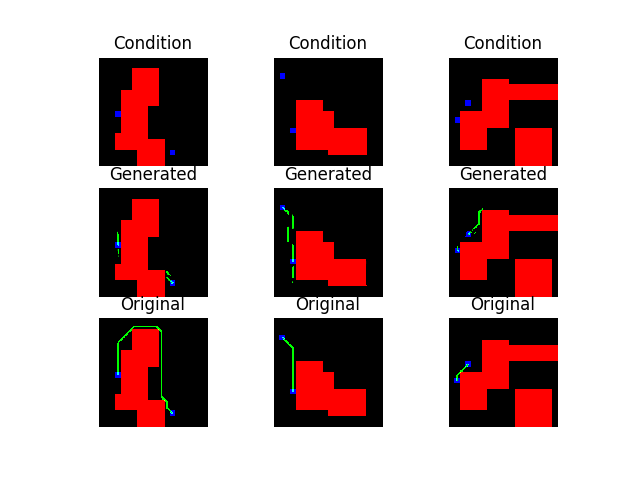 Condition Condition Condition
Generated Generated Generated
Original Original Original